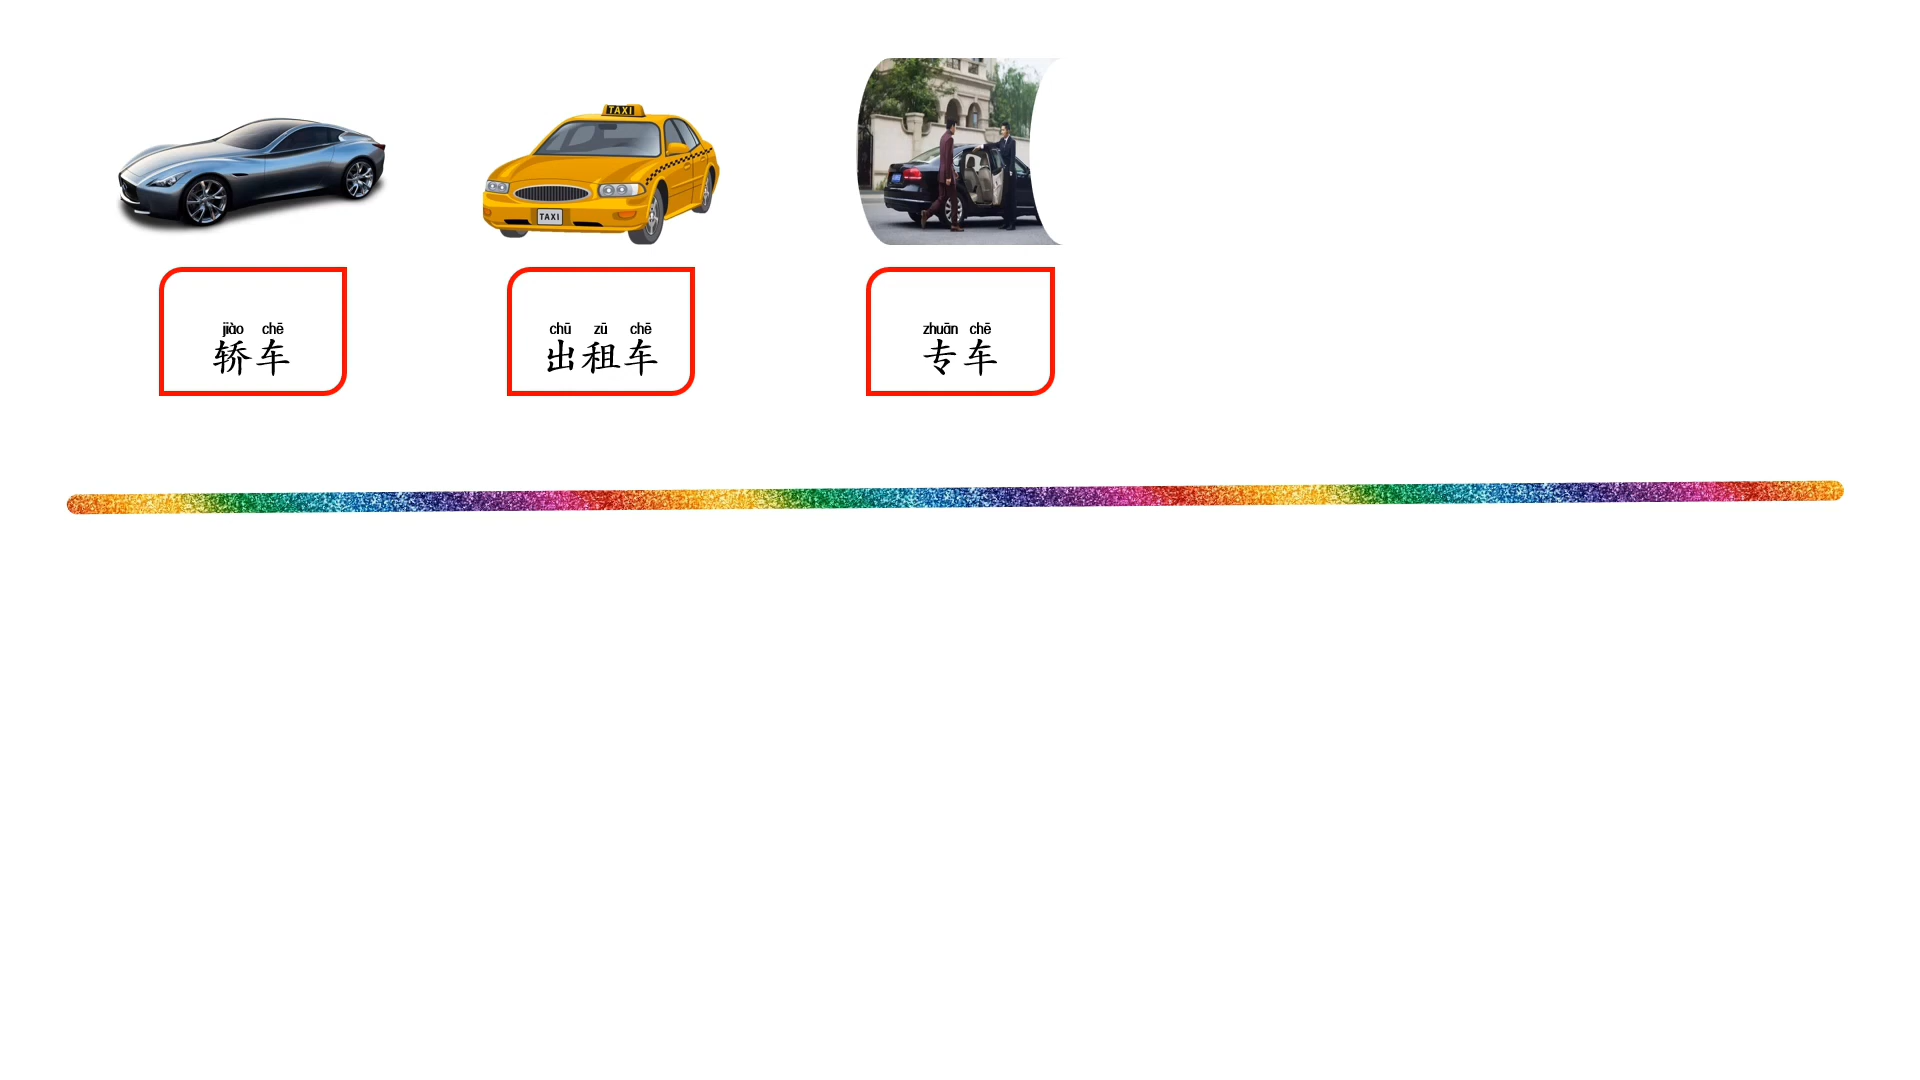 TAXI
TAXI
jiào chē
轿车
chū zū chē
出租车
zhuān chē
专车